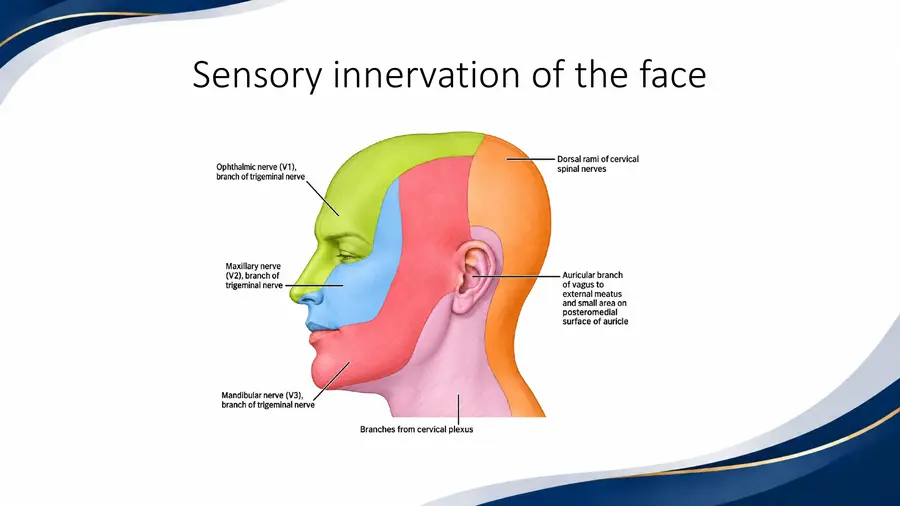 Sensory innervation of the face
Ophthalmic nerve (V1),
branch of trigeminal nerve
Dorsal rami of cervical
spinal nerves
Maxillary nerve
(V2), branch of
trigeminal nerve
Auricular branch
of vagus to
external meatus
and small area on
posteromedial
surface of auricle
Mandibular nerve (V3),
branch of trigeminal nerve
Branches from cervical plexus